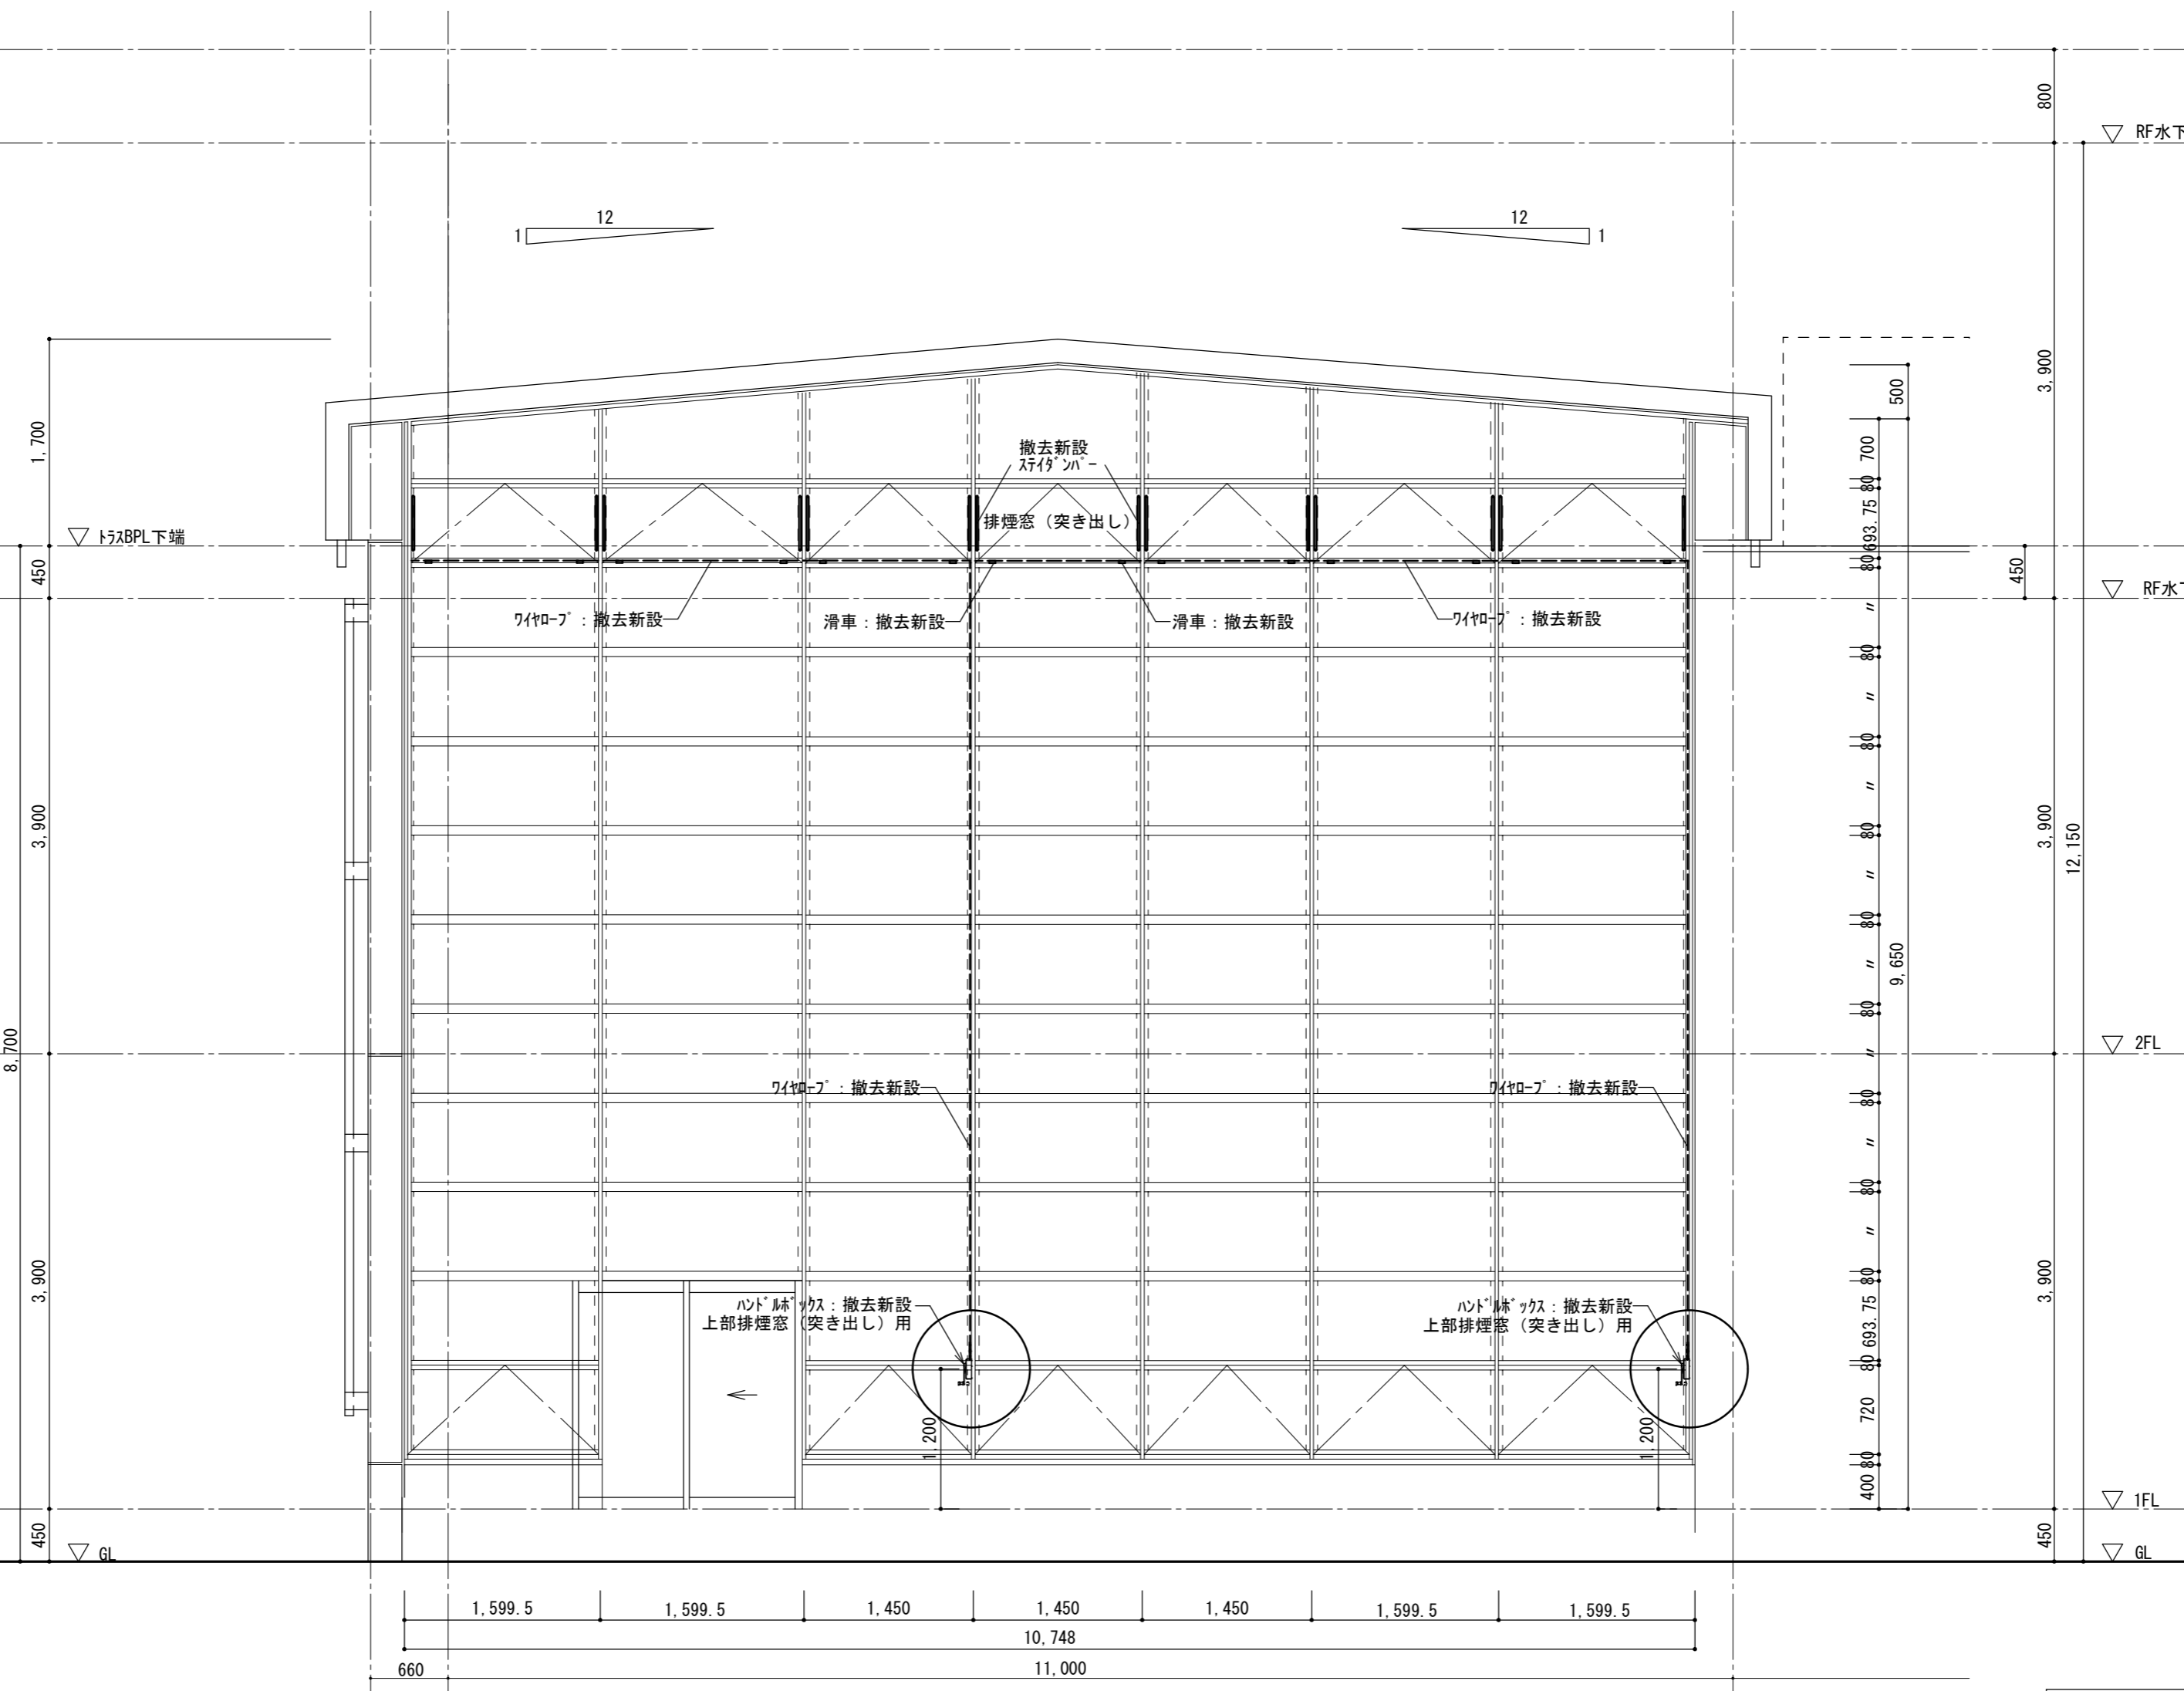 800
RF水下
12
1
12
1
3,900
500
1,700
撤去新設
ｽﾃｲﾀﾞﾝﾊﾟｰ
700
80
排煙窓（突き出し）
693.75
ﾄﾗｽBPL下端
80
450
450
RF水下
ﾜｲﾔﾛｰﾌﾟ：撤去新設
滑車：撤去新設
滑車：撤去新設
ﾜｲﾔﾛｰﾌﾟ：撤去新設
〃
80
〃
80
〃
3,900
80
3,900
12,150
〃
80
〃
9,650
80
8,700
〃
2FL
ﾜｲﾔﾛｰﾌﾟ：撤去新設
ﾜｲﾔﾛｰﾌﾟ：撤去新設
80
〃
80
〃
3,900
80
3,900
ﾊﾝﾄﾞﾙﾎﾞｯｸｽ：撤去新設
上部排煙窓（突き出し）用
ﾊﾝﾄﾞﾙﾎﾞｯｸｽ：撤去新設
上部排煙窓（突き出し）用
693.75
80
720
1,200
1,200
80
400
1FL
450
450
GL
GL
1,599.5
1,599.5
1,450
1,450
1,450
1,599.5
1,599.5
10,748
660
11,000